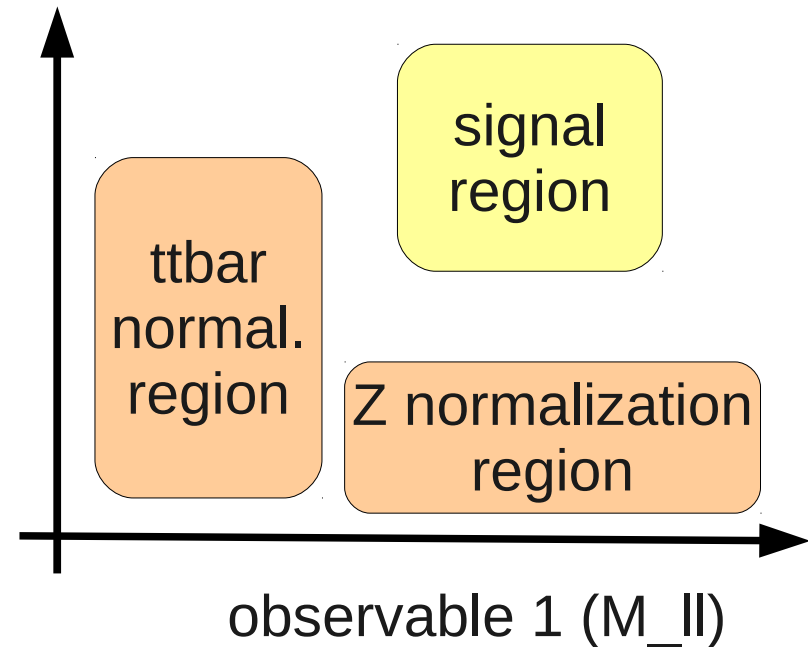 signal
region
ttbar
normal.
region
Z normalization
region
observable 1 (M_ll)